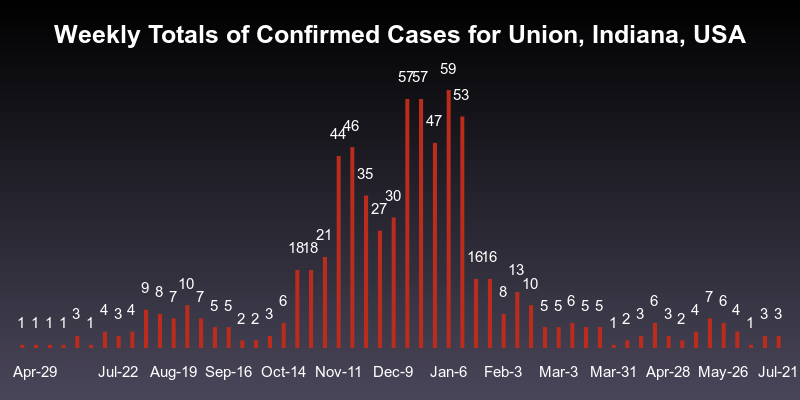 Weekly Totals of Confirmed Cases for Union, Indiana, USA
1 1 1 1 3 1 4 3 4 9 8 7 10 7 5 5 2 2 3 6 18 18 21 44 46 35 27 30 57 57 47 59 53 16 16 8 13 10 5 5 6 5 5 1 2 3 6 3 2 4 7 6 4 1 3 3
Apr-29 Jul-22 Aug-19 Sep-16 Oct-14 Nov-11 Dec-9 Jan-6 Feb-3 Mar-3 Mar-31 Apr-28 May-26 Jul-21